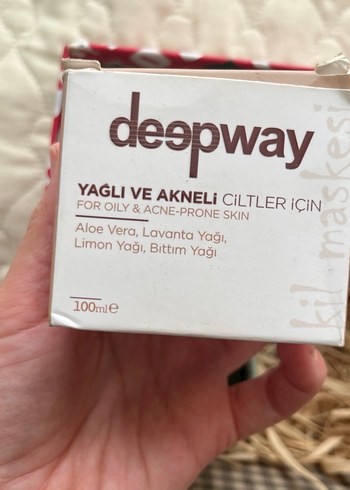 deepway
YAĞLI VE AKNELİ CİLTLER İÇİN
FOR OILY & ACNE-PRONE SKIN
Aloe Vera, Lavanta Yağı,
Limon Yağı, Bıttım Yağı
100ml℮
kil maskesi